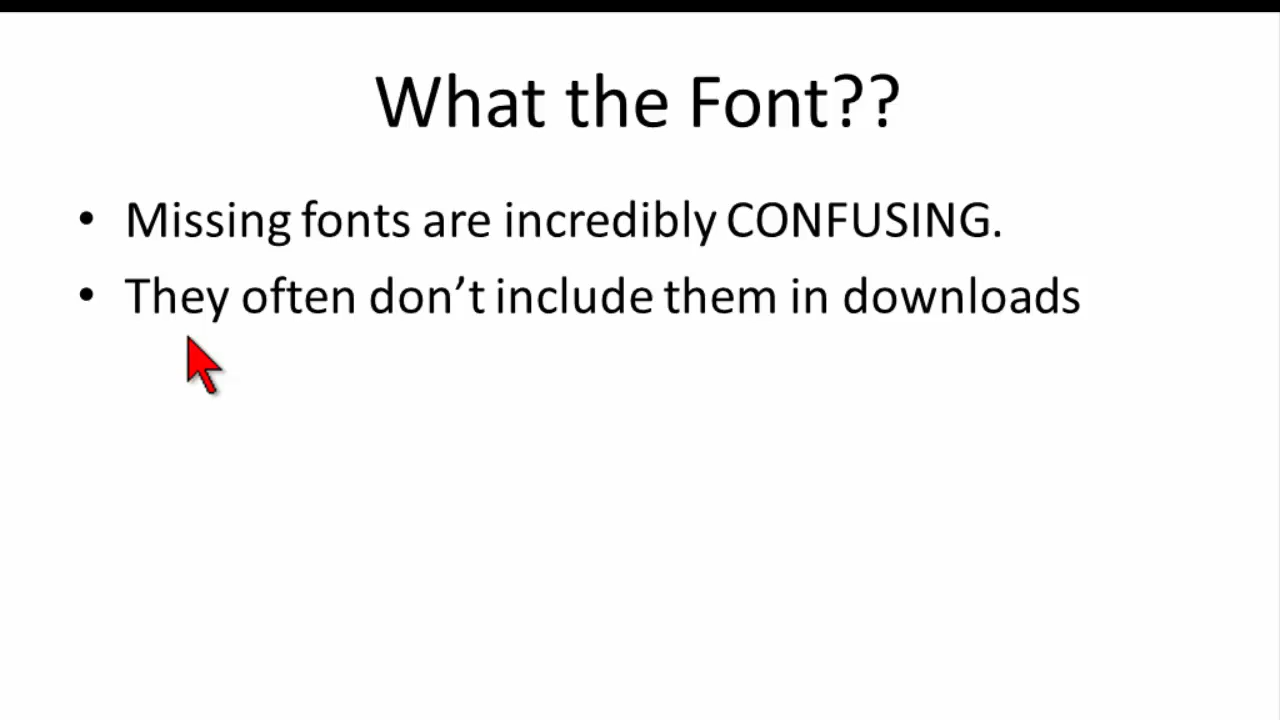 What the Font??
• Missing fonts are incredibly CONFUSING.
• They often don’t include them in downloads